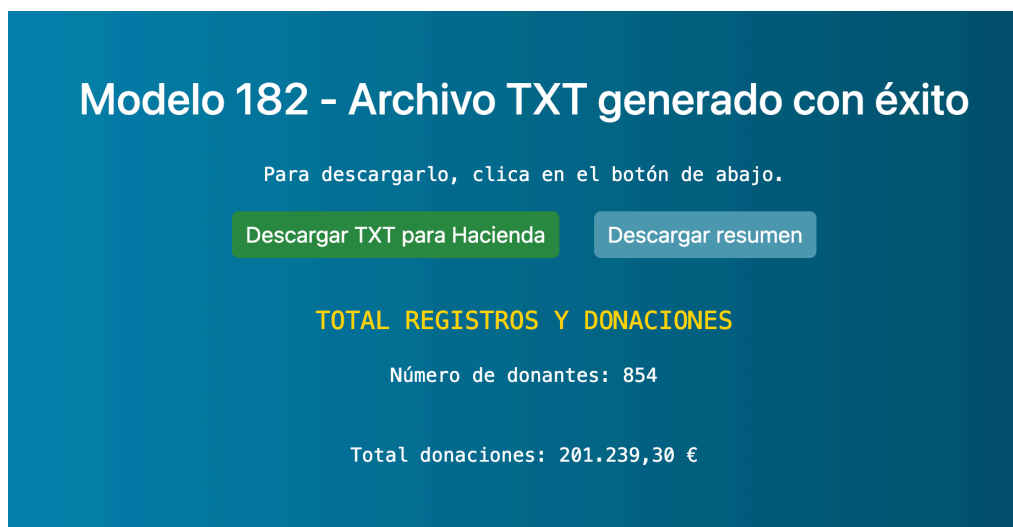 Modelo 182 - Archivo TXT generado con éxito
Para descargarlo, clica en el botón de abajo.
Descargar TXT para Hacienda
Descargar resumen
TOTAL REGISTROS Y DONACIONES
Número de donantes: 854
Total donaciones: 201.239,30 €